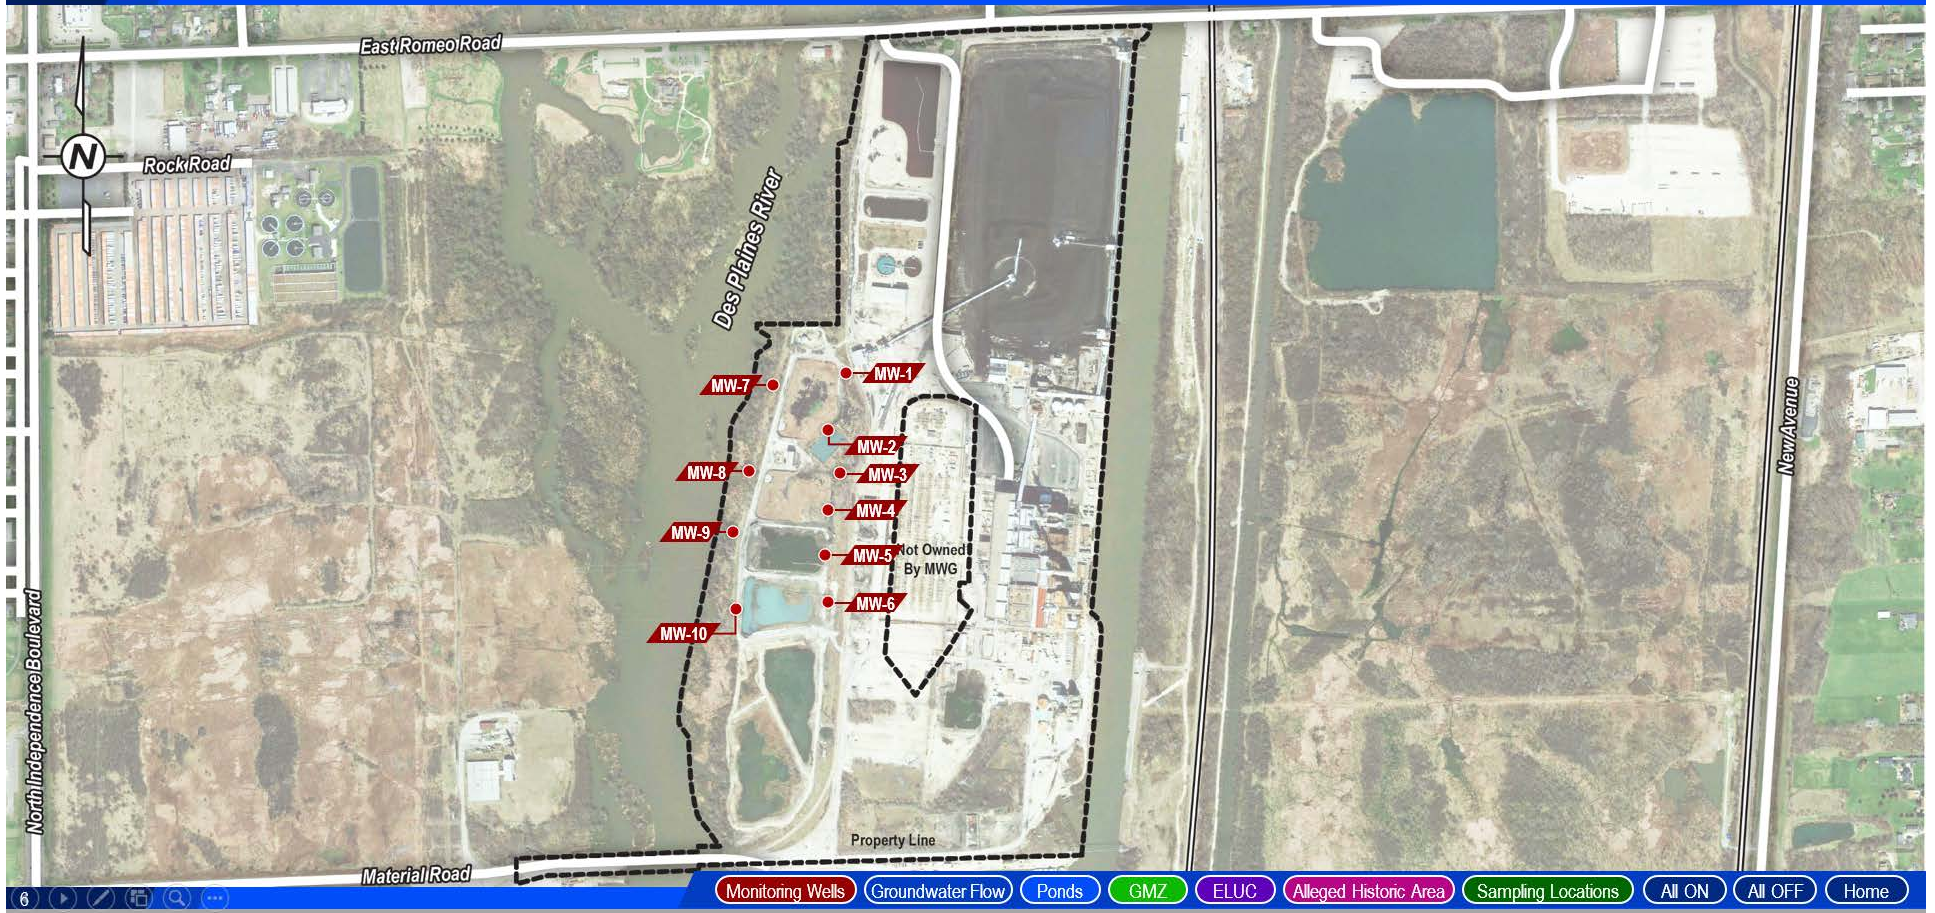 East Romeo Road
N
Rock Road
Des Plaines River
MW-1
MW-7
MW-2
MW-8
MW-3
MW-4
MW-9
MW-5
Not Owned
By MWG
MW-6
MW-10
New Avenue
North Independence Boulevard
Property Line
Material Road
6
Monitoring Wells
Groundwater Flow
Ponds
GMZ
ELUC
Alleged Historic Area
Sampling Locations
All ON
All OFF
Home